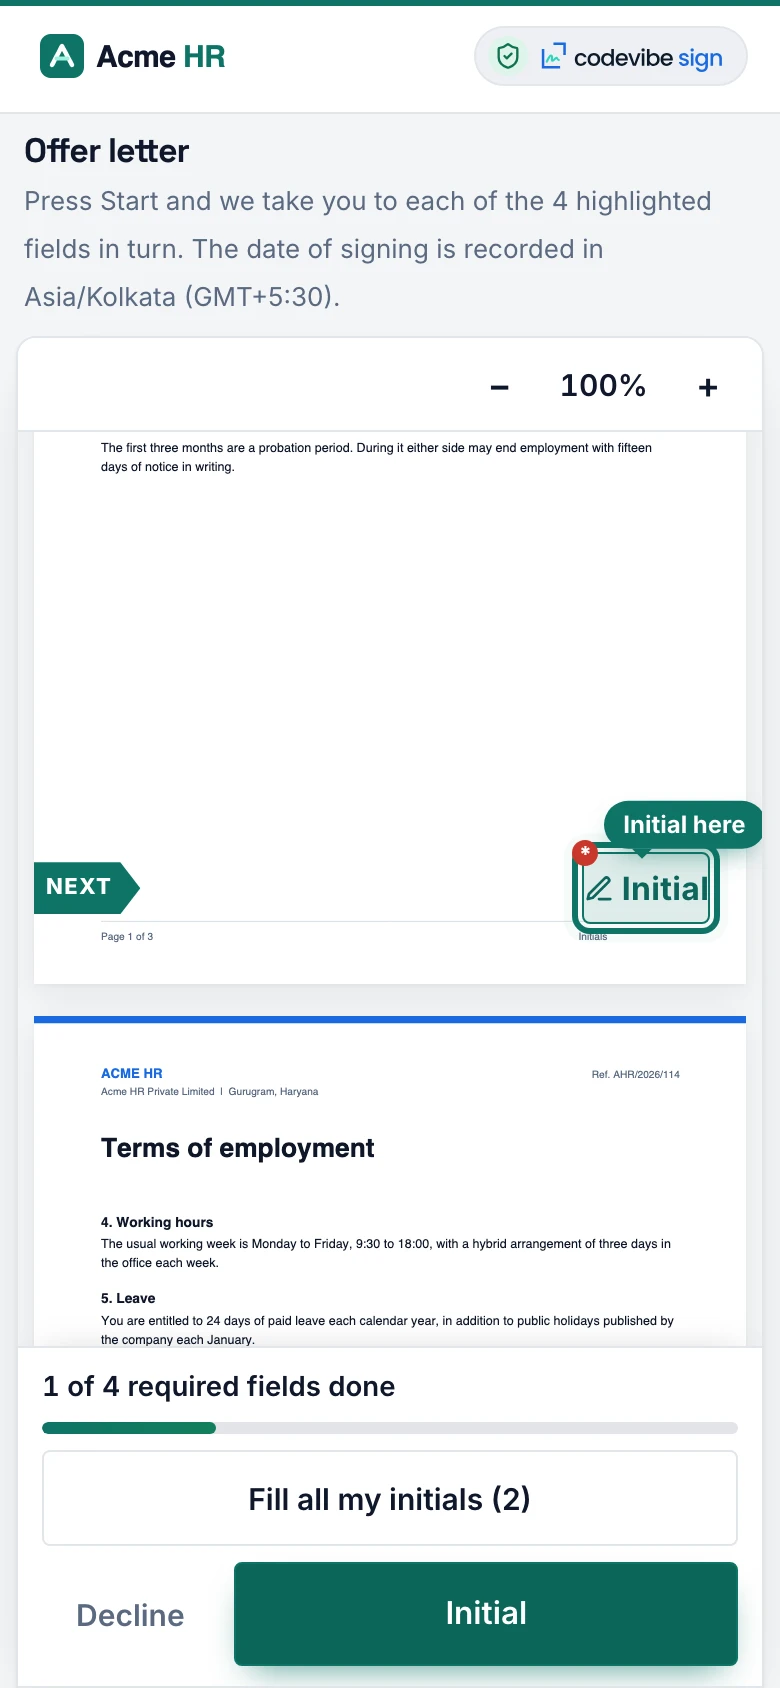 Acme HR
codevibe sign
Offer letter
Press Start and we take you to each of the 4 highlighted
fields in turn. The date of signing is recorded in
Asia/Kolkata (GMT+5:30).
− 100% +
The first three months are a probation period. During it either side may end employment with fifteen
days of notice in writing.
Initial here
*
NEXT
Initial
Page 1 of 3
Initials
ACME HR
Ref. AHR/2026/114
Acme HR Private Limited | Gurugram, Haryana
Terms of employment
4. Working hours
The usual working week is Monday to Friday, 9:30 to 18:00, with a hybrid arrangement of three days in
the office each week.
5. Leave
You are entitled to 24 days of paid leave each calendar year, in addition to public holidays published by
the company each January.
1 of 4 required fields done
Fill all my initials (2)
Decline
Initial